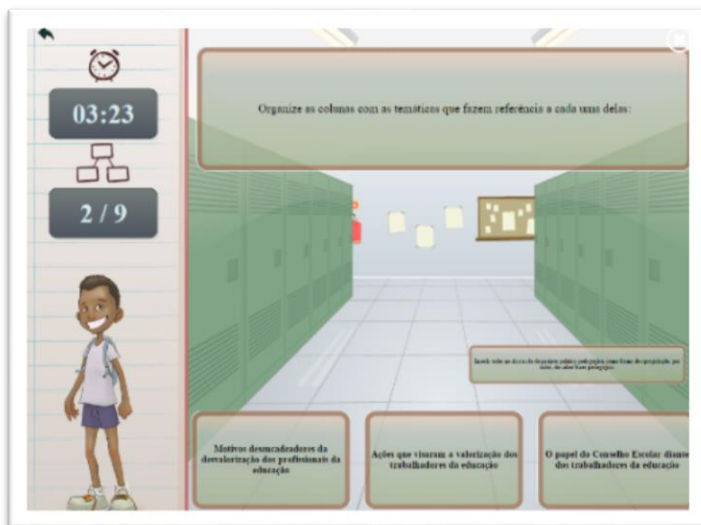 03:23
2 / 9
Organize as colunas com as temáticas que fazem referência a cada uma delas:
Motivos desencadeadores da
desvalorização dos profissionais da
educação
Ações que visaram a valorização dos
trabalhadores da educação
O papel do Conselho Escolar diante
dos trabalhadores da educação